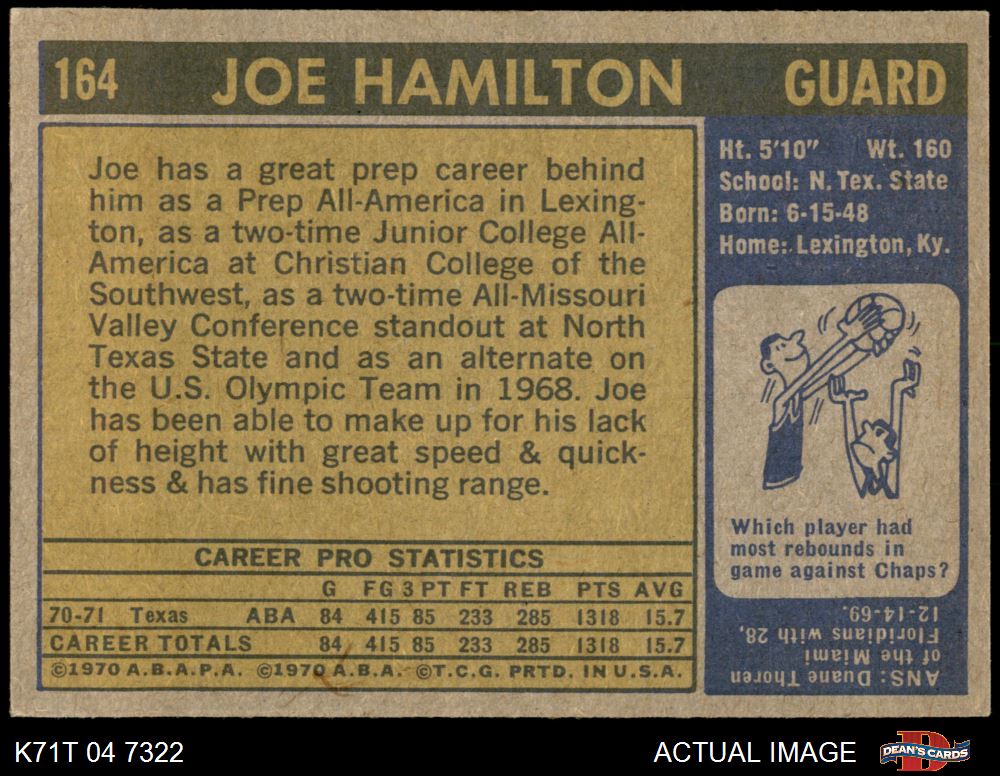 164 JOE HAMILTON GUARD
Joe has a great prep career behind
him as a Prep All-America in Lexing-
ton, as a two-time Junior College All-
America at Christian College of the
Southwest, as a two-time All-Missouri
Valley Conference standout at North
Texas State and as an alternate on
the U.S. Olympic Team in 1968. Joe
has been able to make up for his lack
of height with great speed & quick-
ness & has fine shooting range.
CAREER PRO STATISTICS
G FG 3 PT FT REB PTS AVG
70-71 Texas ABA 84 415 85 233 285 1318 15.7
CAREER TOTALS 84 415 85 233 285 1318 15.7
©1970 A.B.A.P.A. ©1970 A.B.A. ©T.C.G. PRTD. IN U.S.A.
Ht. 5'10" Wt. 160
School: N. Tex. State
Born: 6-15-48
Home: Lexington, Ky.
Which player had
most rebounds in
game against Chaps?
ANS: Duane Thoren
of the Miami
Floridians with 28,
12-14-69.
K71T 04 7322 ACTUAL IMAGE DEAN'S CARDS